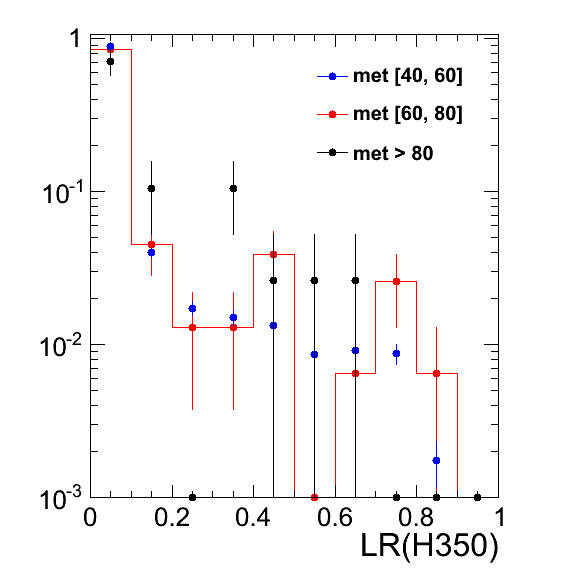 1
met [40, 60]
met [60, 80]
met > 80
10-1
10-2
10-3
0 0.2 0.4 0.6 0.8 1
LR(H350)